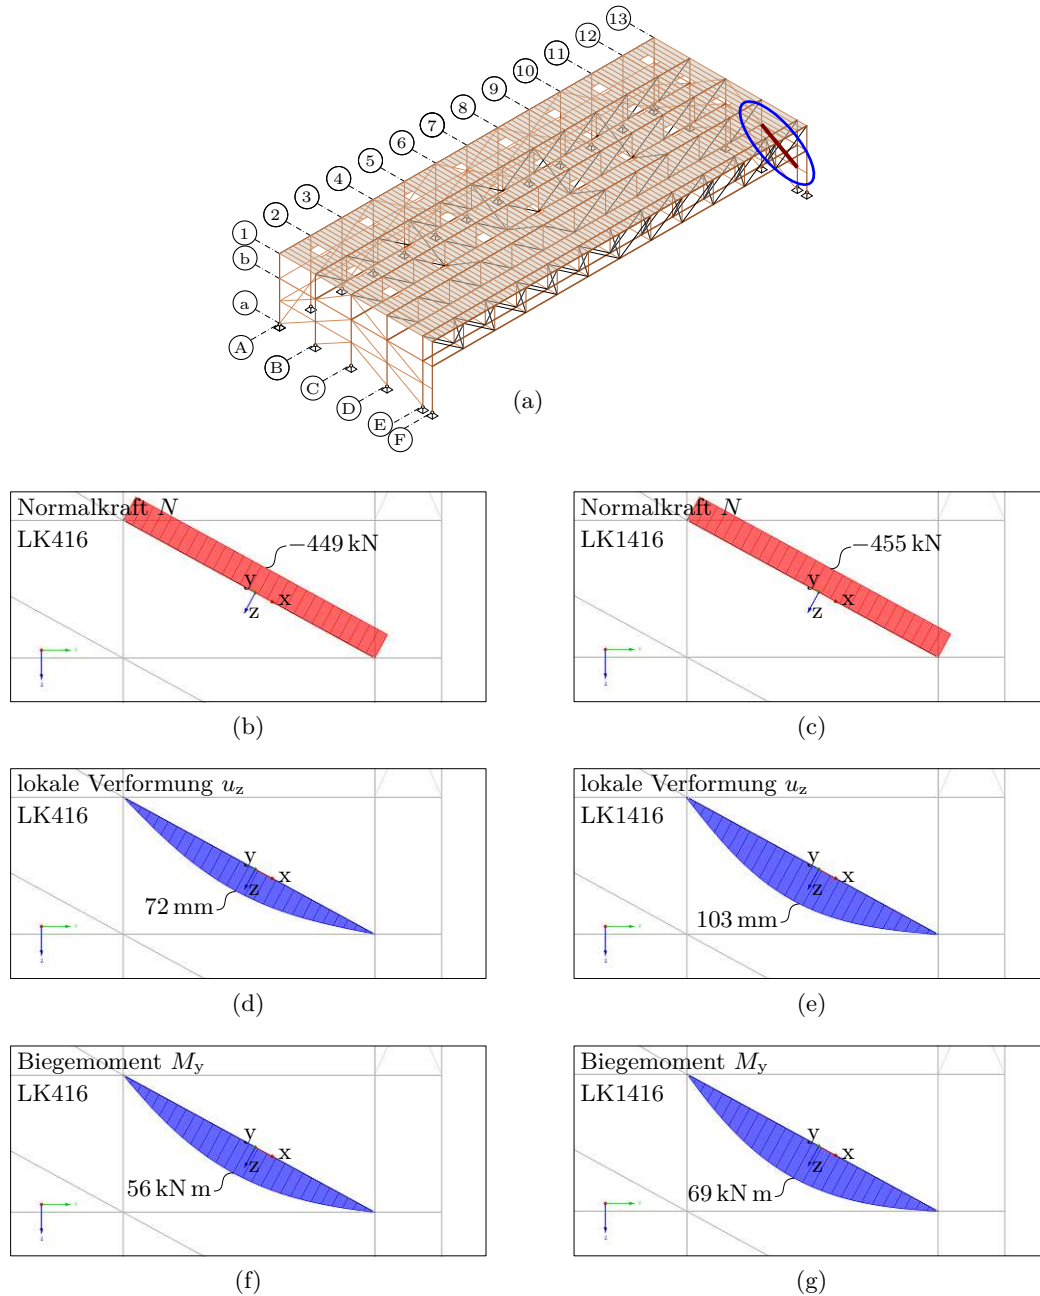 13
12
11
10
9
8
7
6
5
4
3
2
1
b
a
A
B
C
D
E
F
(a)
Normalkraft N
LK416
−449 kN
y
x
z
(b)
Normalkraft N
LK1416
−455 kN
y
x
z
(c)
lokale Verformung uz
LK416
y
x
z
72 mm
(d)
lokale Verformung uz
LK1416
y
x
z
103 mm
(e)
Biegemoment My
LK416
y
x
z
56 kN m
(f)
Biegemoment My
LK1416
y
x
z
69 kN m
(g)